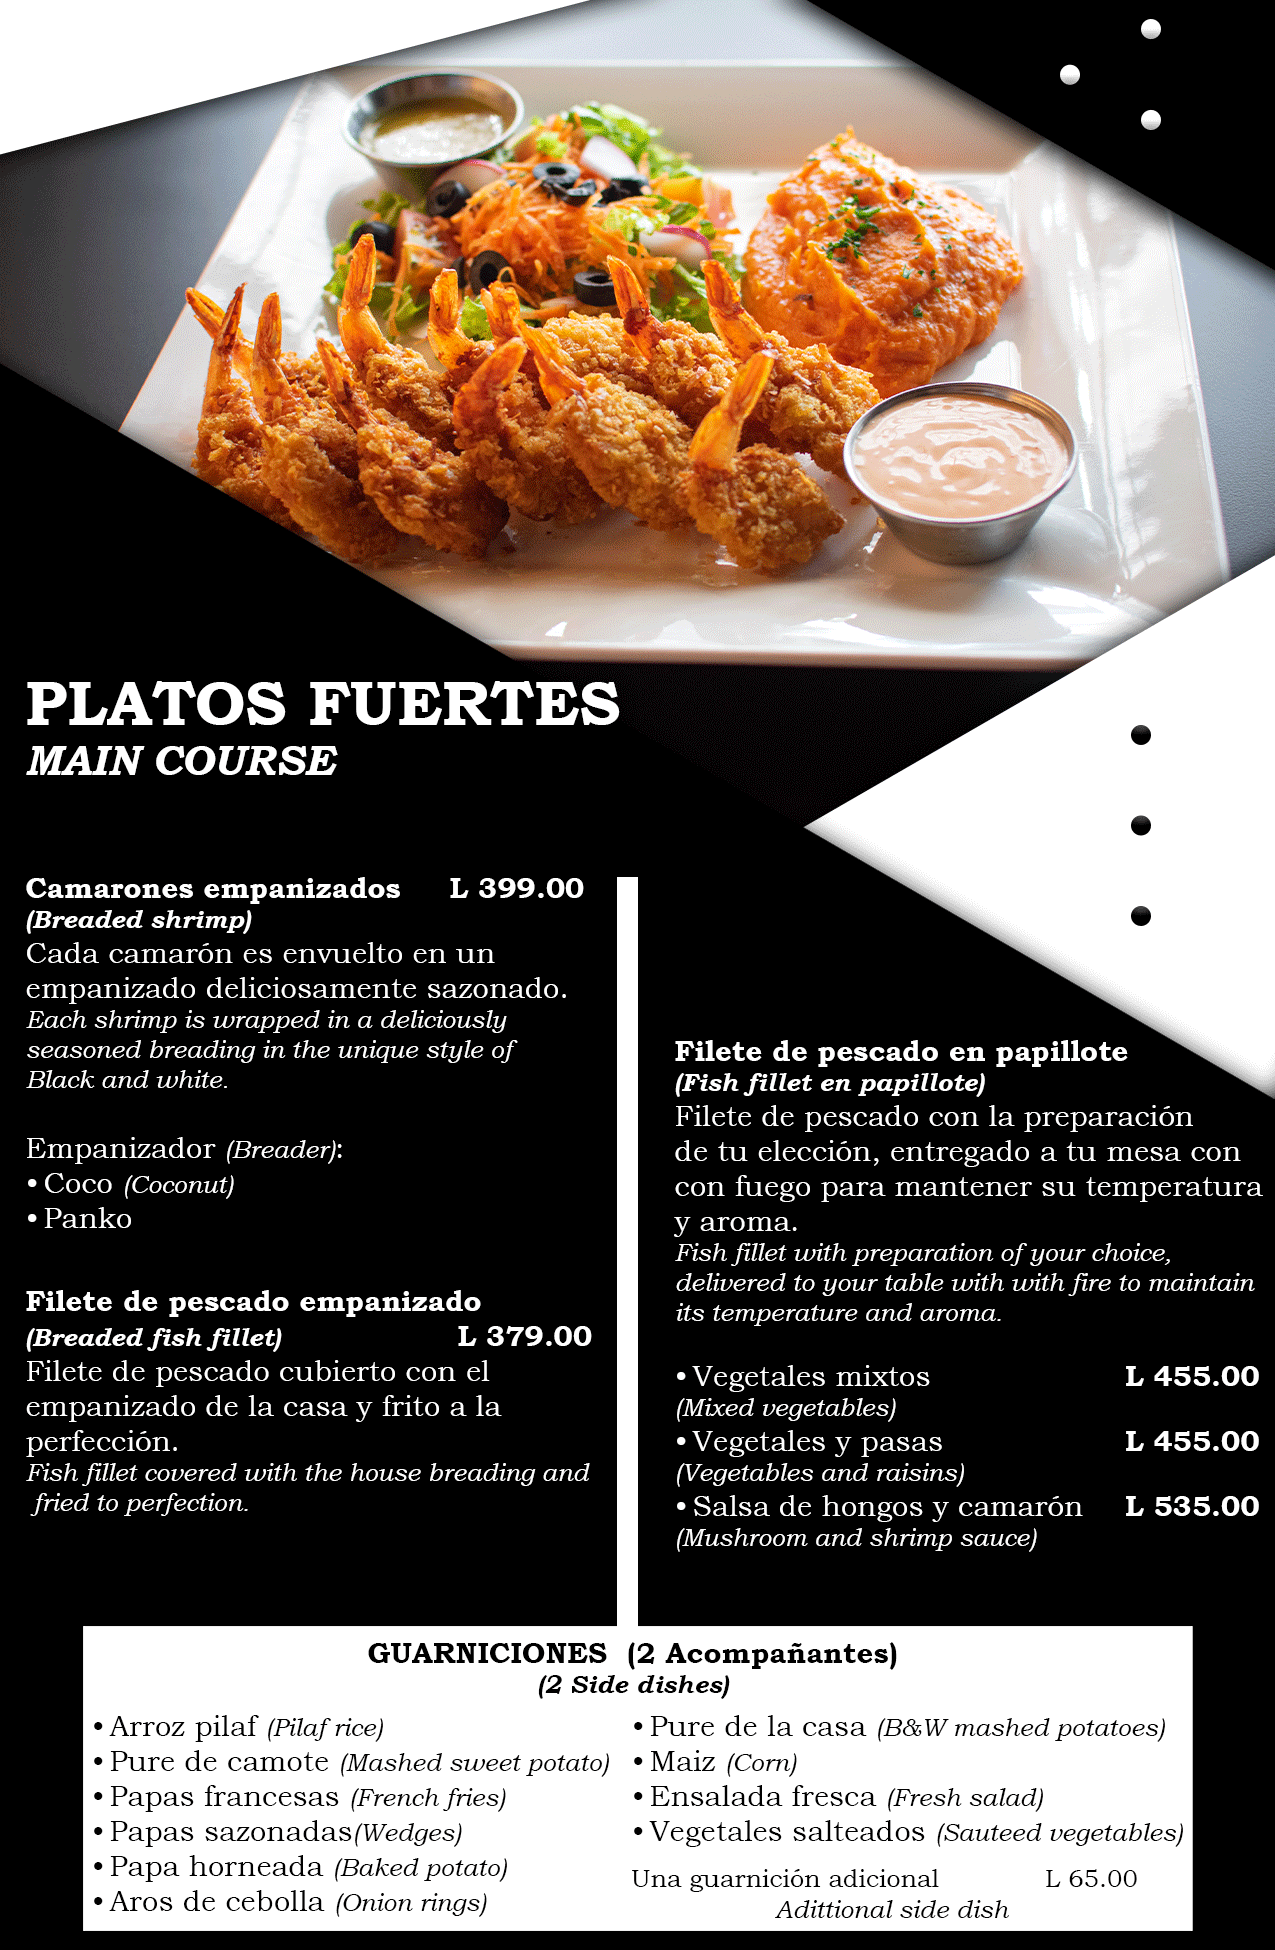 PLATOS FUERTES
MAIN COURSE
Camarones empanizados L 399.00
(Breaded shrimp)
Cada camarón es envuelto en un
empanizado deliciosamente sazonado.
Each shrimp is wrapped in a deliciously
seasoned breading in the unique style of
Black and white.
Empanizador (Breader):
• Coco (Coconut)
• Panko
Filete de pescado empanizado
(Breaded fish fillet) L 379.00
Filete de pescado cubierto con el
empanizado de la casa y frito a la
perfección.
Fish fillet covered with the house breading and
fried to perfection.
Filete de pescado en papillote
(Fish fillet en papillote)
Filete de pescado con la preparación
de tu elección, entregado a tu mesa con
con fuego para mantener su temperatura
y aroma.
Fish fillet with preparation of your choice,
delivered to your table with with fire to maintain
its temperature and aroma.
• Vegetales mixtos L 455.00
(Mixed vegetables)
• Vegetales y pasas L 455.00
(Vegetables and raisins)
• Salsa de hongos y camarón L 535.00
(Mushroom and shrimp sauce)
GUARNICIONES (2 Acompañantes)
(2 Side dishes)
• Arroz pilaf (Pilaf rice)
• Pure de camote (Mashed sweet potato)
• Papas francesas (French fries)
• Papas sazonadas(Wedges)
• Papa horneada (Baked potato)
• Aros de cebolla (Onion rings)
• Pure de la casa (B&W mashed potatoes)
• Maiz (Corn)
• Ensalada fresca (Fresh salad)
• Vegetales salteados (Sauteed vegetables)
Una guarnición adicional L 65.00
Adittional side dish